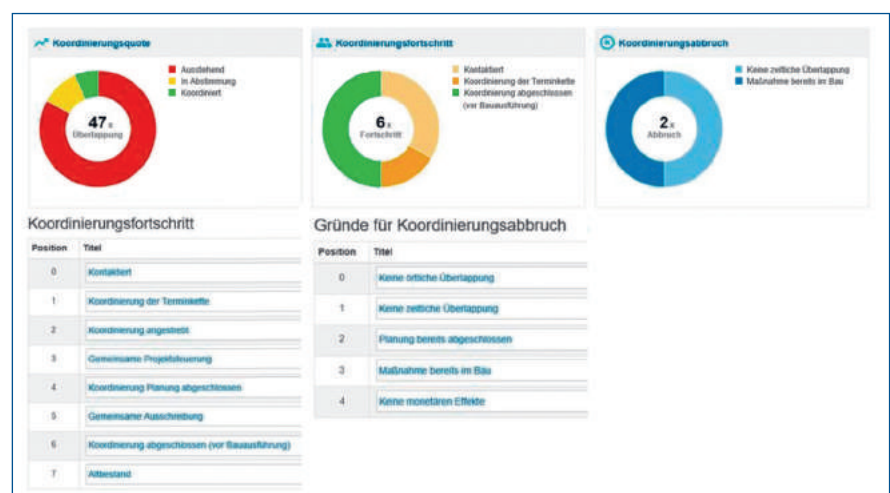 Koordinierungsquote
Ausstehend
In Abstimmung
Koordiniert
47 x
Überlappung
Koordinierungsfortschritt
Kontaktiert
Koordinierung der Terminkette
Koordinierung abgeschlossen
(vor Bauausführung)
6 x
Fortschritt
Koordinierungsabbruch
Keine zeitliche Überlappung
Maßnahme bereits im Bau
2 x
Abbruch
Koordinierungsfortschritt
Position Titel
0 Kontaktiert
1 Koordinierung der Terminkette
2 Koordinierung angestrebt
3 Gemeinsame Projektsteuerung
4 Koordinierung Planung abgeschlossen
5 Gemeinsame Ausschreibung
6 Koordinierung abgeschlossen (vor Bauausführung)
7 Altbestand
Gründe für Koordinierungsabbruch
Position Titel
0 Keine örtliche Überlappung
1 Keine zeitliche Überlappung
2 Planung bereits abgeschlossen
3 Maßnahme bereits im Bau
4 Keine monetären Effekte